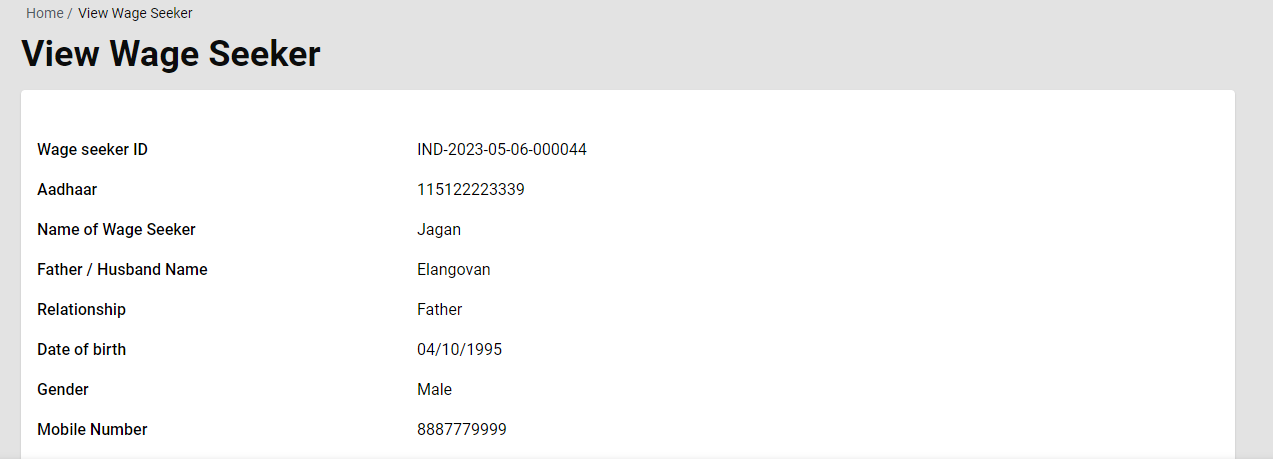 Home / View Wage Seeker
View Wage Seeker
Wage seeker ID IND-2023-05-06-000044
Aadhaar 115122223339
Name of Wage Seeker Jagan
Father / Husband Name Elangovan
Relationship Father
Date of birth 04/10/1995
Gender Male
Mobile Number 8887779999